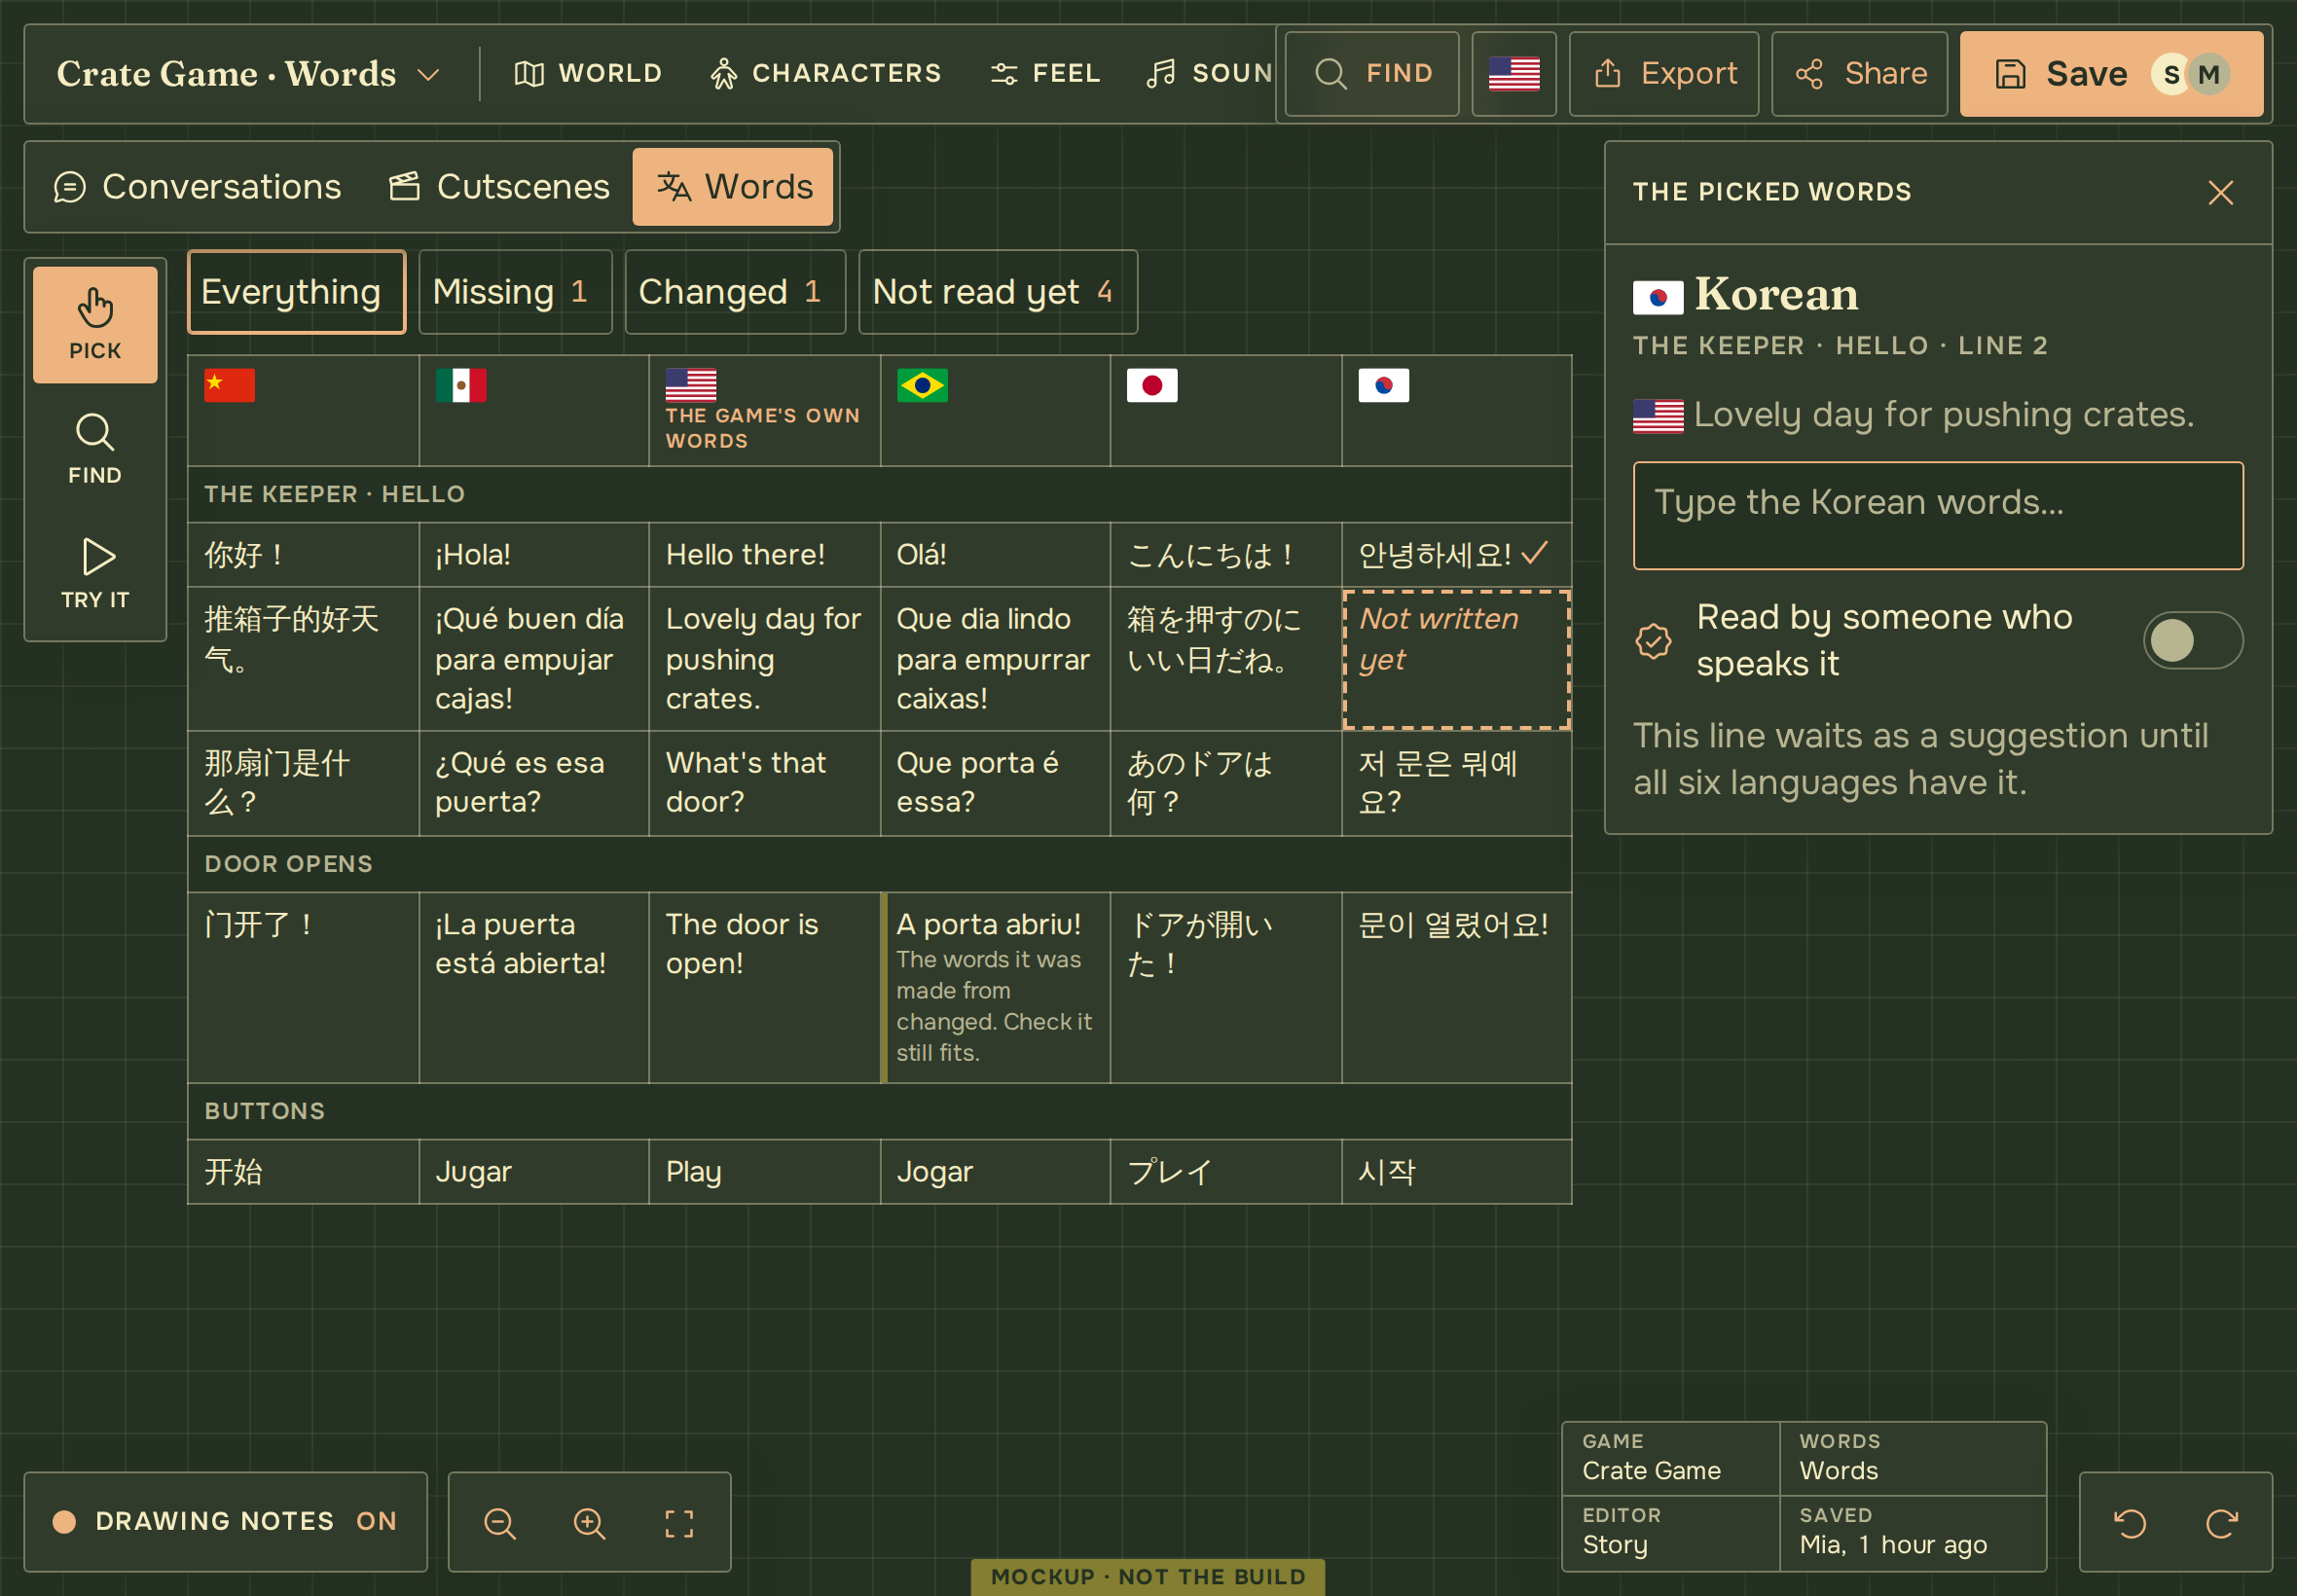 Crate Game · Words
WORLD
CHARACTERS
FEEL
SOUN
FIND
Export
Share
Save
S
M
Conversations
Cutscenes
Words
PICK
FIND
TRY IT
Everything
Missing 1
Changed 1
Not read yet 4
THE GAME'S OWN
WORDS
THE KEEPER · HELLO
你好！
¡Hola!
Hello there!
Olá!
こんにちは！
안녕하세요!
推箱子的好天
气。
¡Qué buen día
para empujar
cajas!
Lovely day for
pushing
crates.
Que dia lindo
para empurrar
caixas!
箱を押すのに
いい日だね。
Not written
yet
那扇门是什
么？
¿Qué es esa
puerta?
What's that
door?
Que porta é
essa?
あのドアは
何？
저 문은 뭐예
요?
DOOR OPENS
门开了！
¡La puerta
está abierta!
The door is
open!
A porta abriu!
The words it was
made from
changed. Check it
still fits.
ドアが開い
た！
문이 열렸어요!
BUTTONS
开始
Jugar
Play
Jogar
プレイ
시작
THE PICKED WORDS
Korean
THE KEEPER · HELLO · LINE 2
Lovely day for pushing crates.
Type the Korean words...
Read by someone who
speaks it
This line waits as a suggestion until
all six languages have it.
DRAWING NOTES ON
MOCKUP · NOT THE BUILD
GAME
Crate Game
WORDS
Words
EDITOR
Story
SAVED
Mia, 1 hour ago